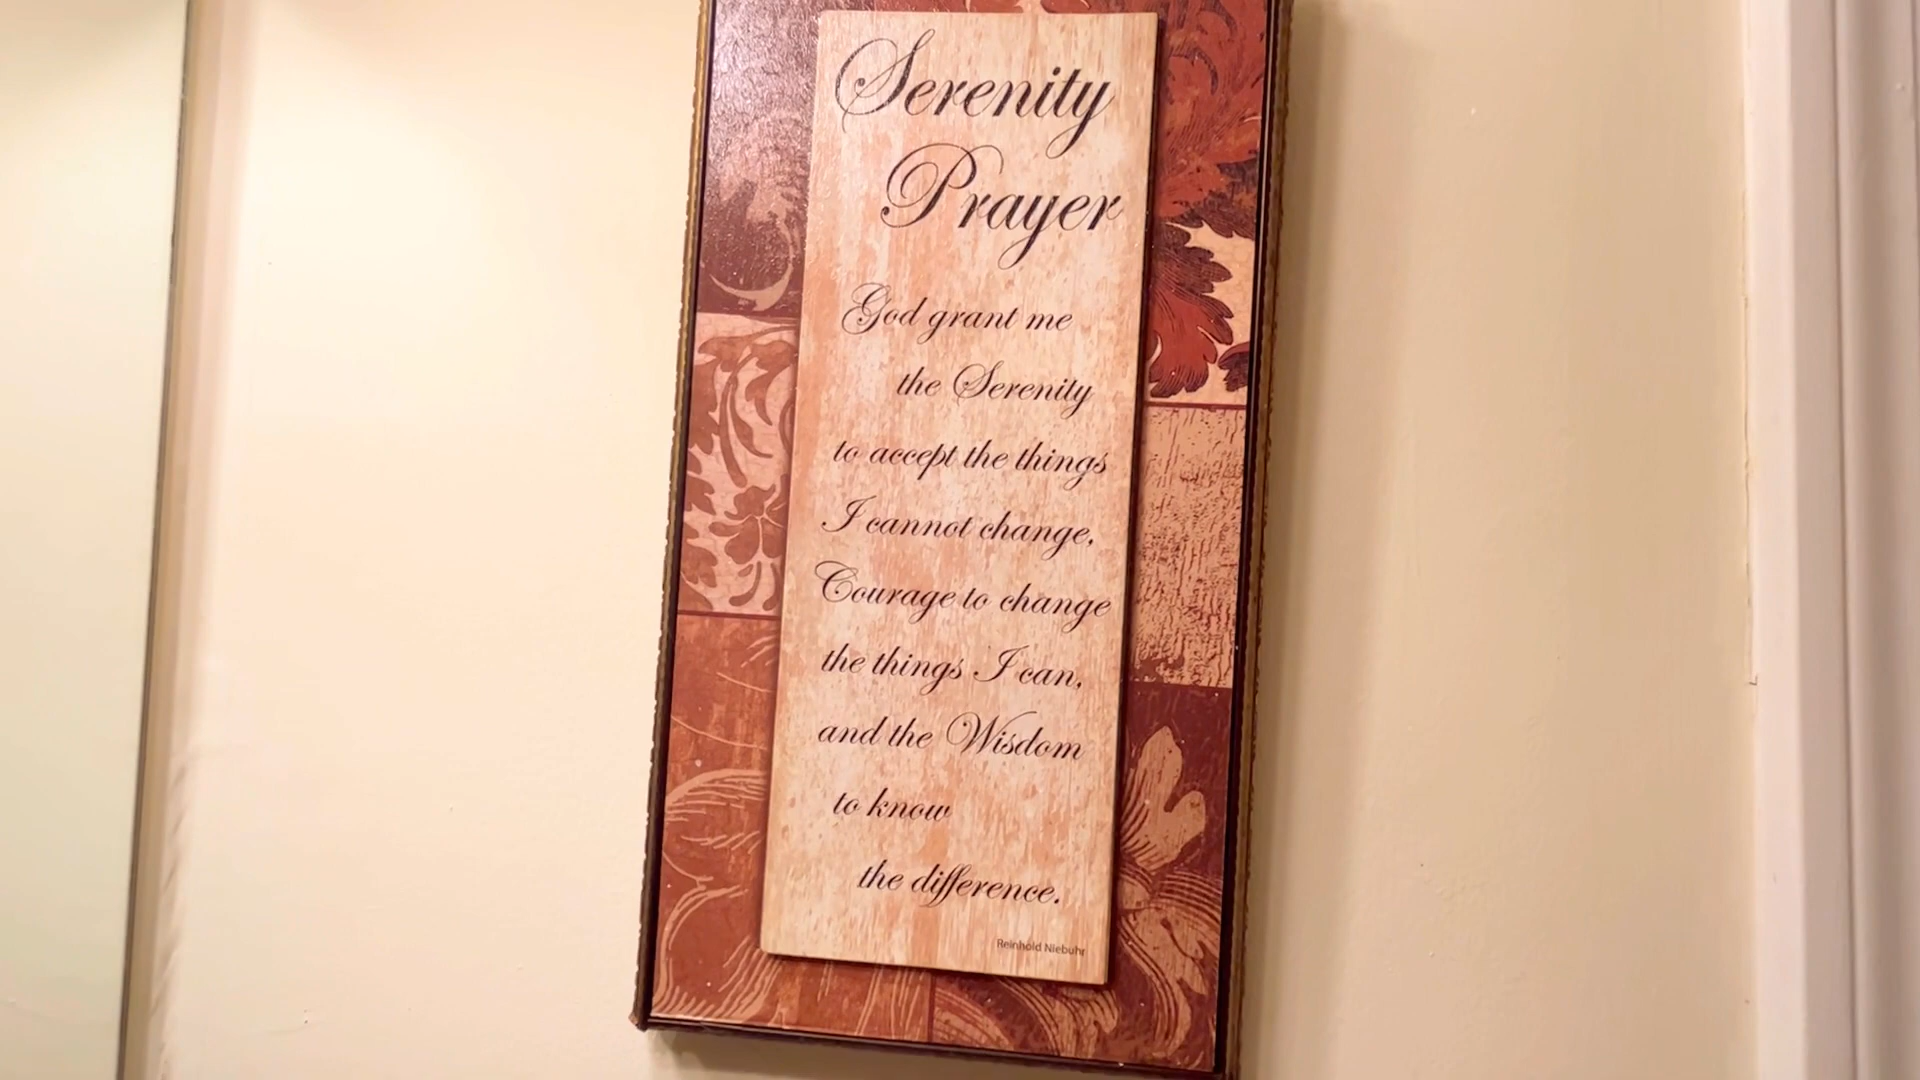 Serenity
Prayer
God grant me
the Serenity
to accept the things
I cannot change,
Courage to change
the things I can,
and the Wisdom
to know
the difference.
Reinhold Niebuhr